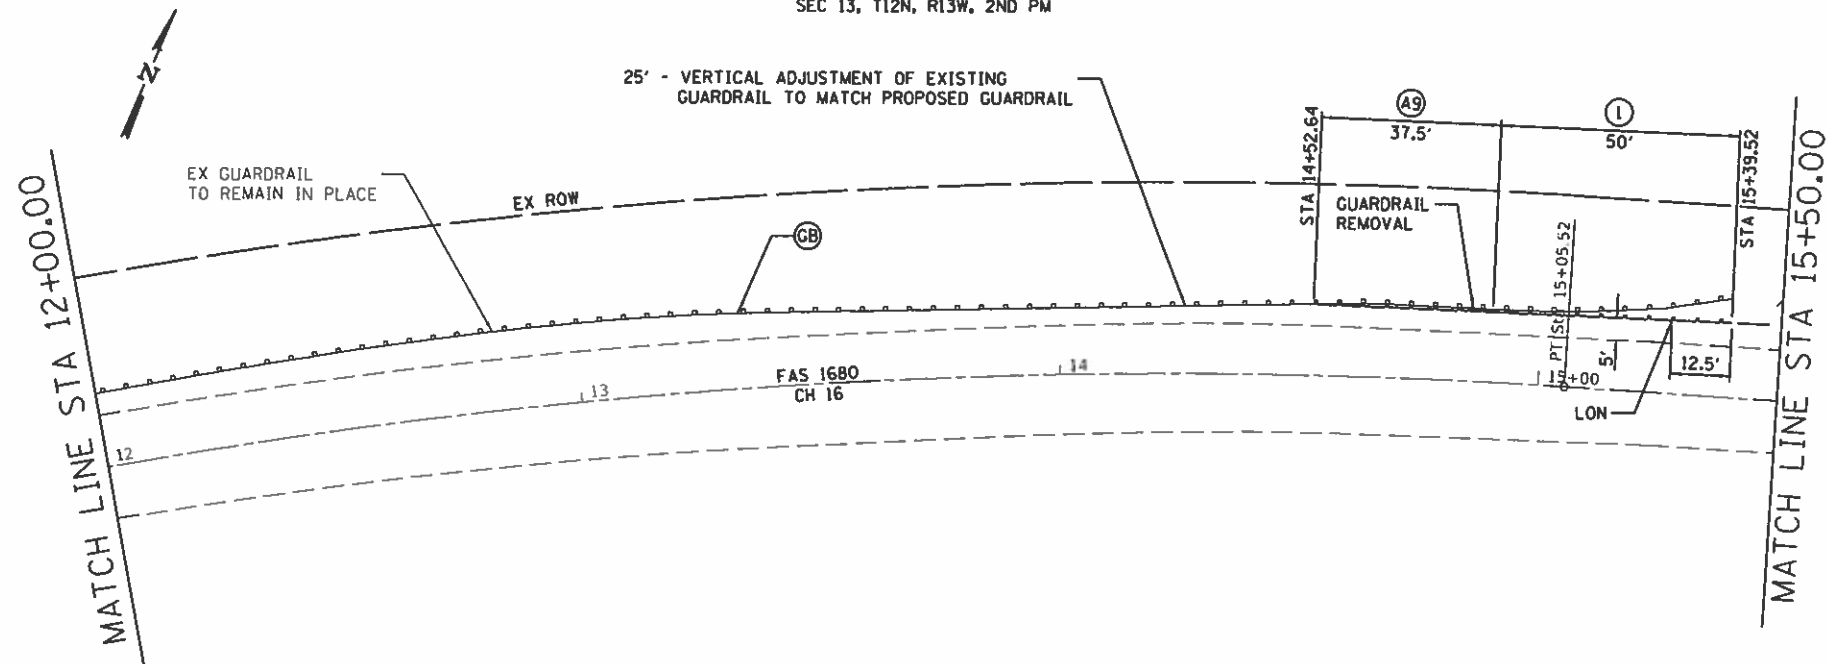 SEC 13, T12N, R13W, 2ND PM
N
25' - VERTICAL ADJUSTMENT OF EXISTING
GUARDRAIL TO MATCH PROPOSED GUARDRAIL
EX GUARDRAIL
TO REMAIN IN PLACE
EX ROW
GB
STA 14+52.64
A9
37.5'
1
50'
STA 15+39.52
GUARDRAIL
REMOVAL
PT Sta 15+05.52
5'
12.5'
LON
12
13
14
15+00
FAS 1680
CH 16
MATCH LINE STA 12+00.00
MATCH LINE STA 15+50.00